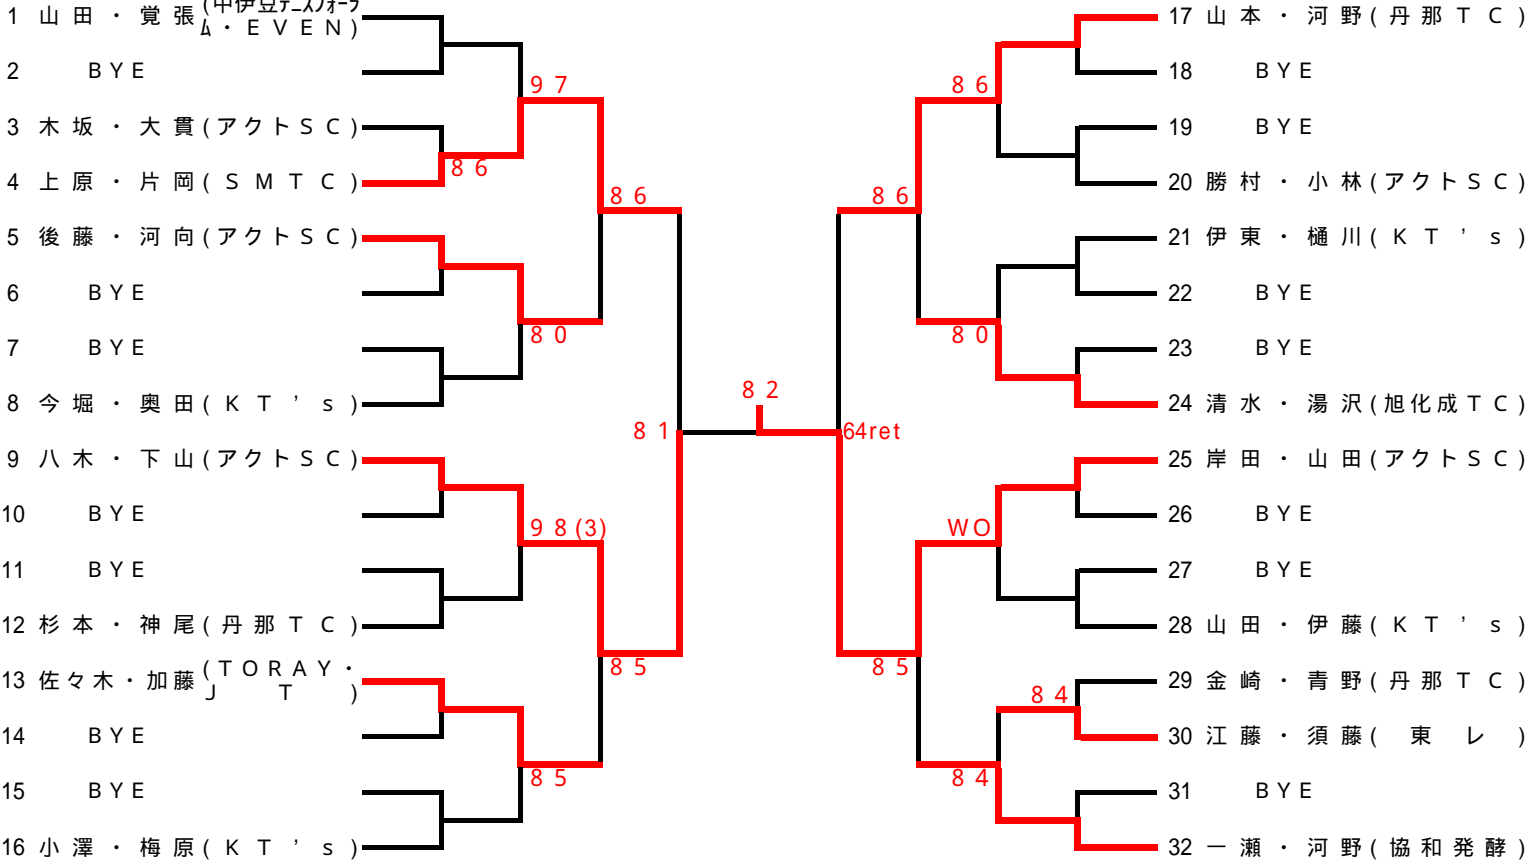 1 山田・覚張(中伊豆テニスフォーラ
ム・EVEN)
2 BYE
97
3 木坂・大貫(アクトSC)
86
4 上原・片岡(SMTC)
86
5 後藤・河向(アクトSC)
6 BYE
80
7 BYE
8 今堀・奥田(KT's)
81
9 八木・下山(アクトSC)
10 BYE
98(3)
11 BYE
12 杉本・神尾(丹那TC)
85
13 佐々木・加藤(TORAY・
JT)
14 BYE
85
15 BYE
16 小澤・梅原(KT's)
82
64ret
17 山本・河野(丹那TC)
18 BYE
86
19 BYE
20 勝村・小林(アクトSC)
86
21 伊東・樋川(KT's)
22 BYE
80
23 BYE
24 清水・湯沢(旭化成TC)
25 岸田・山田(アクトSC)
26 BYE
WO
27 BYE
28 山田・伊藤(KT's)
85
29 金崎・青野(丹那TC)
84
30 江藤・須藤(東レ)
84
31 BYE
32 一瀬・河野(協和発酵)